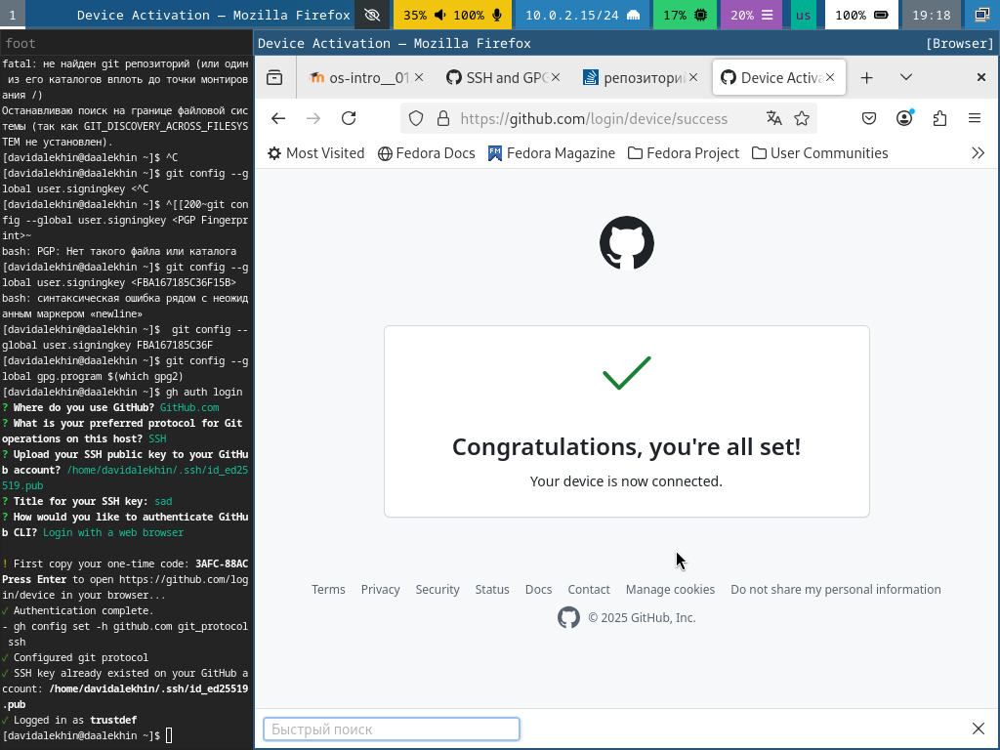 1 Device Activation — Mozilla Firefox 35% 100% 10.0.2.15/24 17% 20% us 100% 19:18
foot
fatal: не найден git репозиторий (или один
из его каталогов вплоть до точки монтиров
ания /)
Останавливаю поиск на границе файловой сис
темы (так как GIT_DISCOVERY_ACROSS_FILESYS
TEM не установлен).
[davidalekhin@daalekhin ~]$ ^C
[davidalekhin@daalekhin ~]$ git config --g
lobal user.signingkey <^C
[davidalekhin@daalekhin ~]$ ^[[200~git con
fig --global user.signingkey <PGP Fingerpr
int>~
bash: PGP: Нет такого файла или каталога
[davidalekhin@daalekhin ~]$ git config --g
lobal user.signingkey <FBA167185C36F15B>
bash: синтаксическая ошибка рядом с неожид
анным маркером «newline»
[davidalekhin@daalekhin ~]$  git config --
global user.signingkey FBA167185C36F
[davidalekhin@daalekhin ~]$ git config --g
lobal gpg.program $(which gpg2)
[davidalekhin@daalekhin ~]$ gh auth login
? Where do you use GitHub? GitHub.com
? What is your preferred protocol for Git
operations on this host? SSH
? Upload your SSH public key to your GitHu
b account? /home/davidalekhin/.ssh/id_ed25
519.pub
? Title for your SSH key: sad
? How would you like to authenticate GitHu
b CLI? Login with a web browser
! First copy your one-time code: 3AFC-88AC
Press Enter to open https://github.com/log
in/device in your browser...
✓ Authentication complete.
- gh config set -h github.com git_protocol
ssh
✓ Configured git protocol
✓ SSH key already existed on your GitHub a
ccount: /home/davidalekhin/.ssh/id_ed25519
.pub
✓ Logged in as trustdef
[davidalekhin@daalekhin ~]$
Device Activation — Mozilla Firefox [Browser]
os-intro__01 SSH and GPG репозитори Device Activa
https://github.com/login/device/success
Most Visited Fedora Docs Fedora Magazine Fedora Project User Communities
Congratulations, you're all set!
Your device is now connected.
Terms Privacy Security Status Docs Contact Manage cookies Do not share my personal information
© 2025 GitHub, Inc.
Быстрый поиск